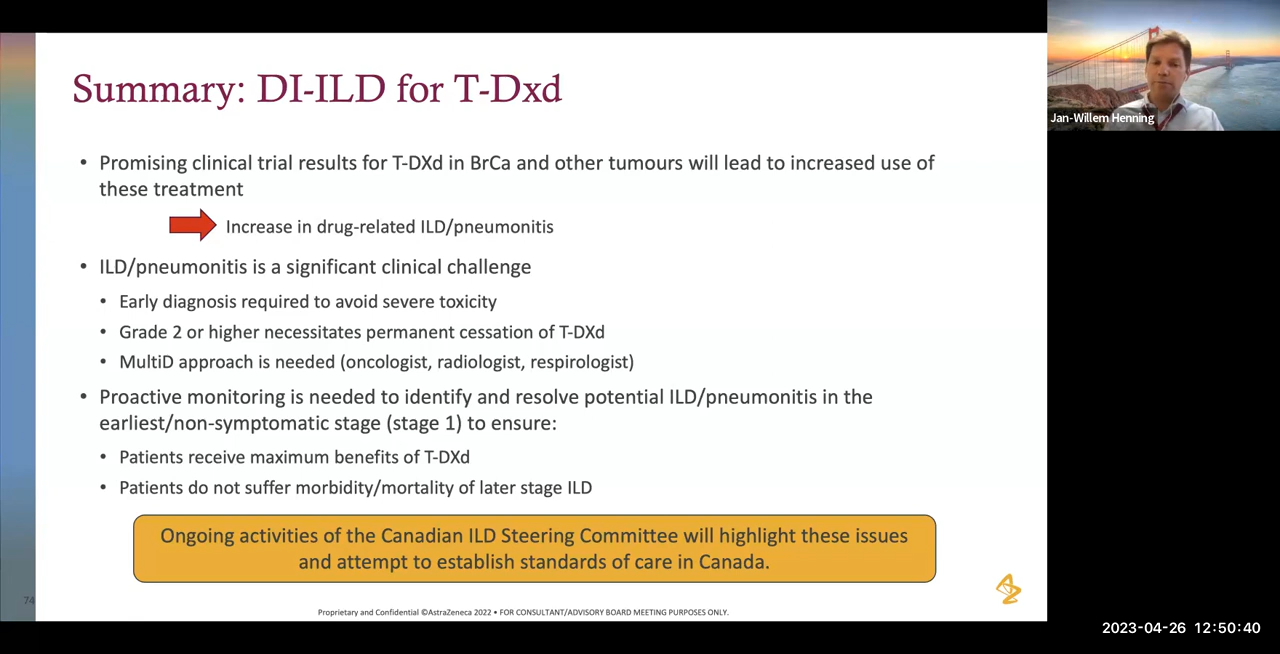 Summary: DI-ILD for T-Dxd
Jan-Willem Henning
• Promising clinical trial results for T-DXd in BrCa and other tumours will lead to increased use of
these treatment
Increase in drug-related ILD/pneumonitis
• ILD/pneumonitis is a significant clinical challenge
• Early diagnosis required to avoid severe toxicity
• Grade 2 or higher necessitates permanent cessation of T-DXd
• MultiD approach is needed (oncologist, radiologist, respirologist)
• Proactive monitoring is needed to identify and resolve potential ILD/pneumonitis in the
earliest/non-symptomatic stage (stage 1) to ensure:
• Patients receive maximum benefits of T-DXd
• Patients do not suffer morbidity/mortality of later stage ILD
Ongoing activities of the Canadian ILD Steering Committee will highlight these issues
and attempt to establish standards of care in Canada.
74
Proprietary and Confidential ©AstraZeneca 2022 • FOR CONSULTANT/ADVISORY BOARD MEETING PURPOSES ONLY.
2023-04-26 12:50:40